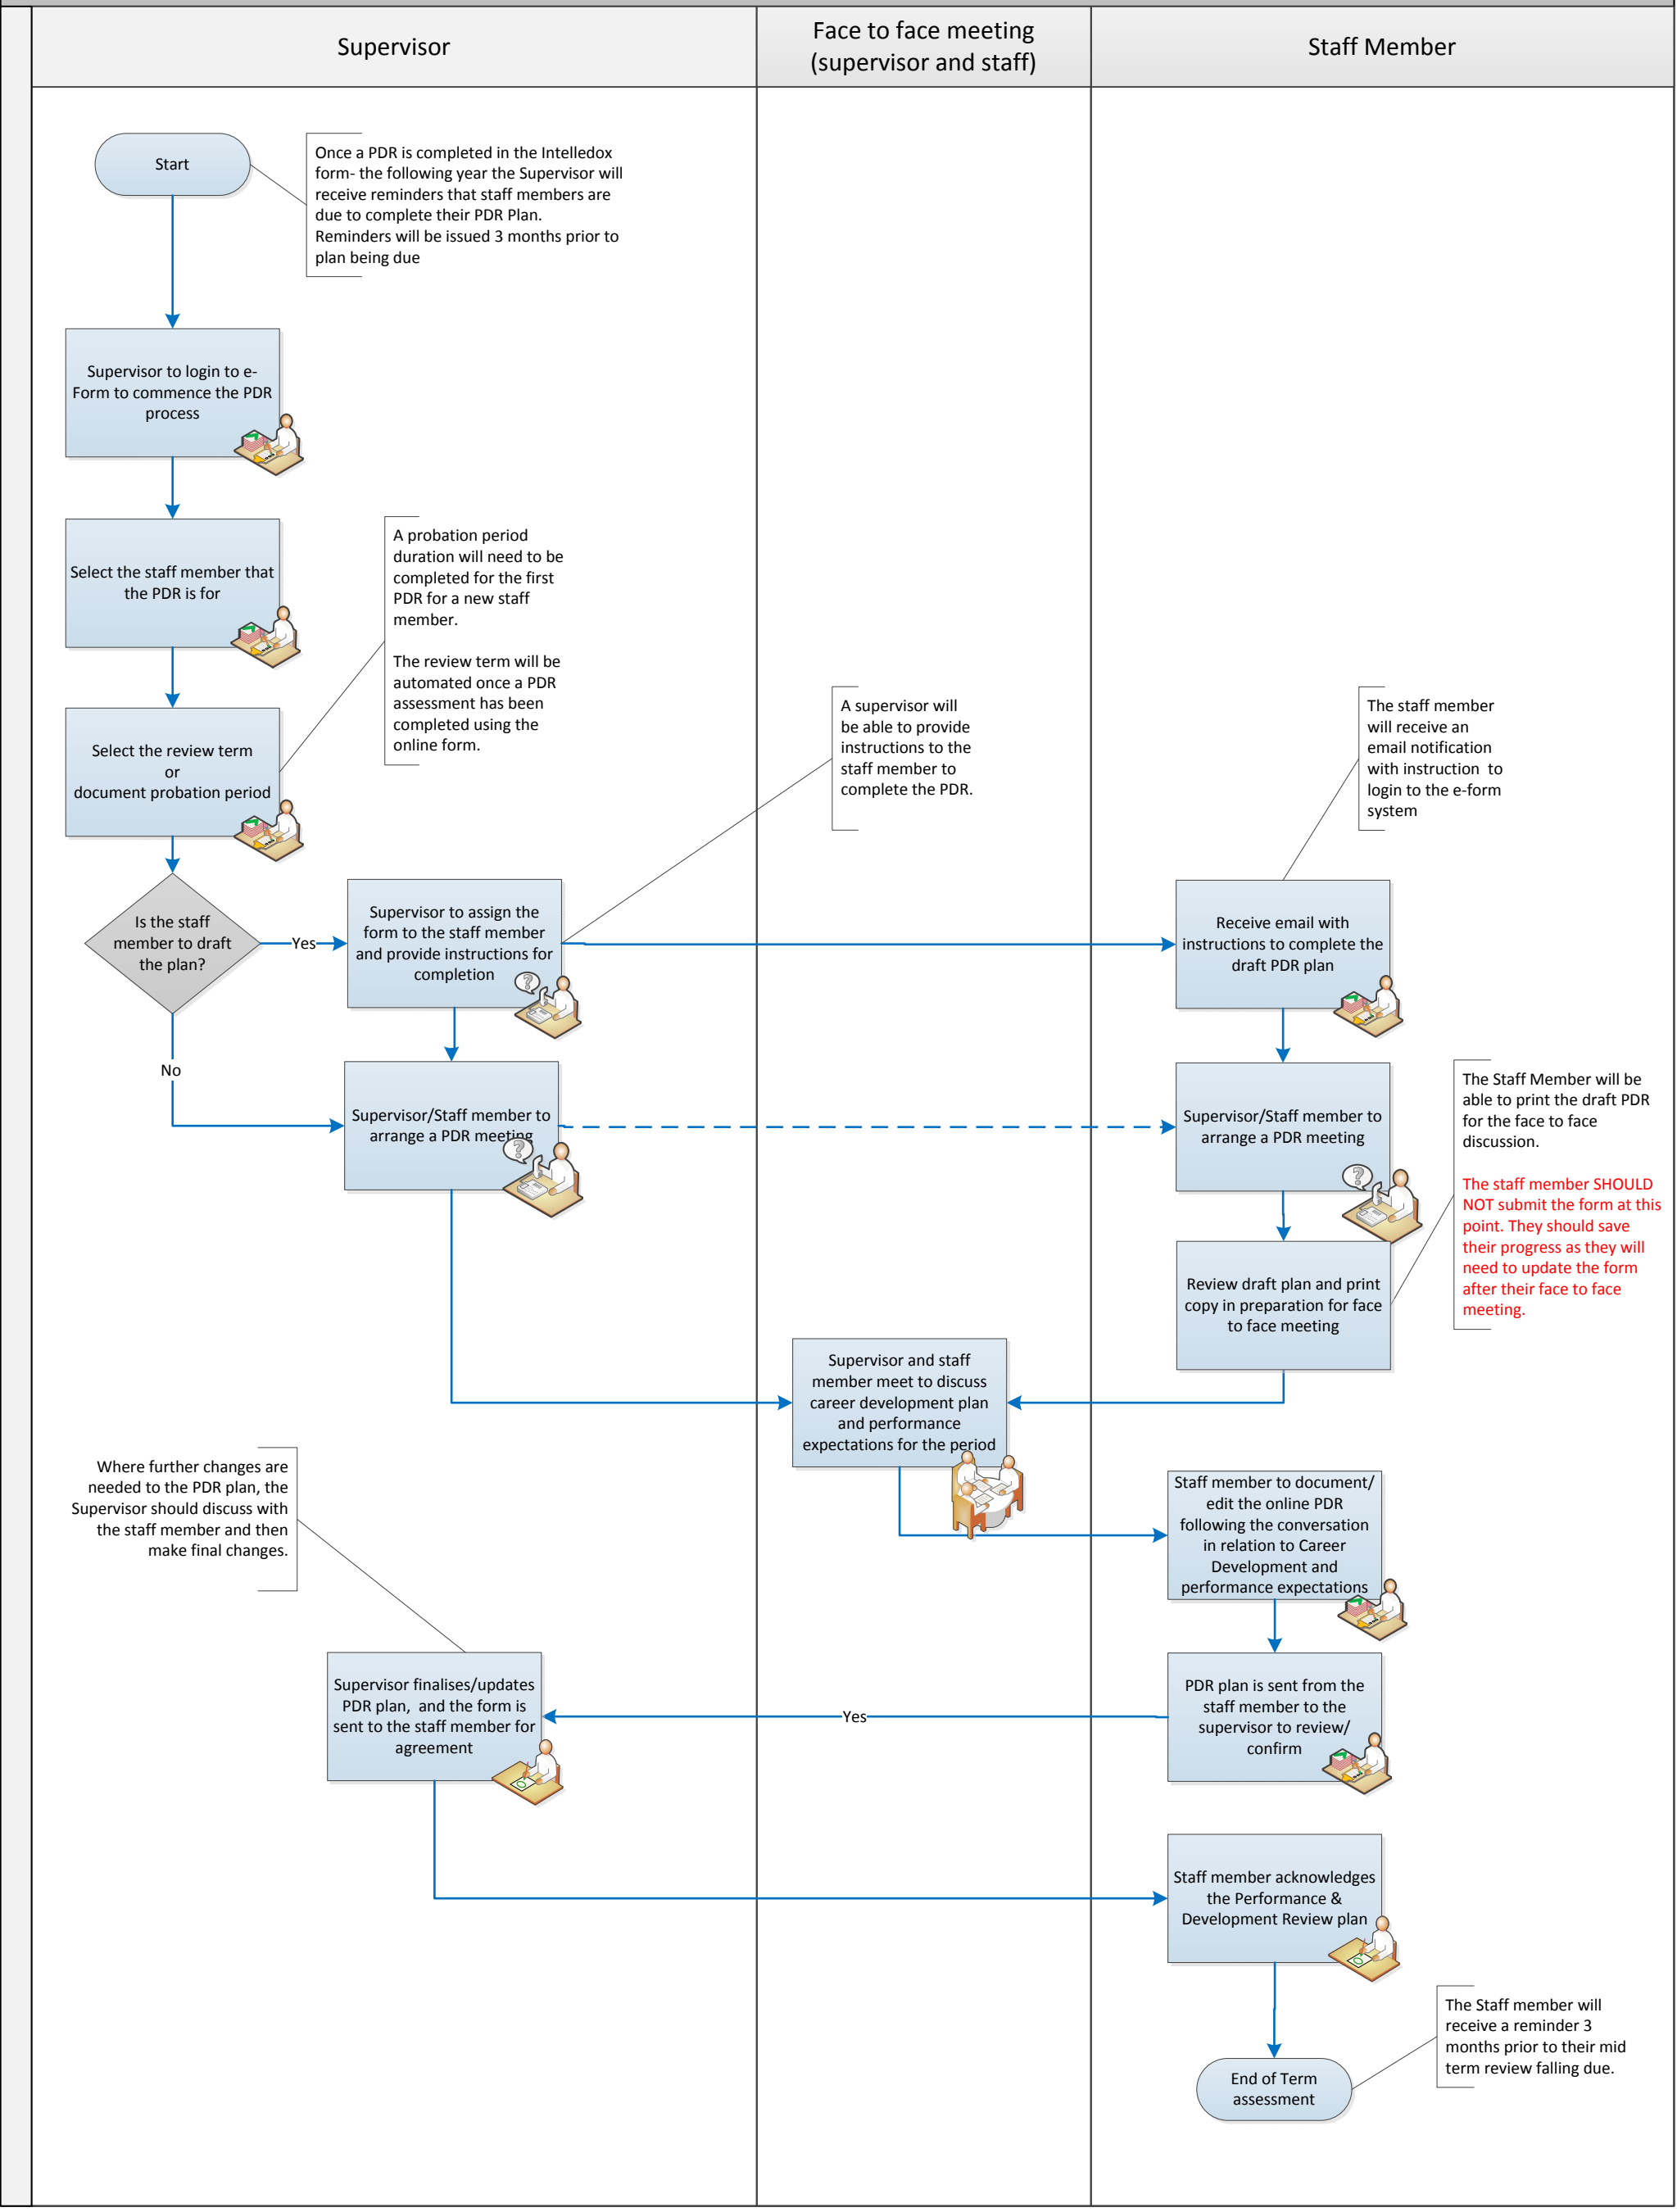 Supervisor
Face to face meeting
(supervisor and staff)
Staff Member
Start
Once a PDR is completed in the Intelledox
form- the following year the Supervisor will
receive reminders that staff members are
due to complete their PDR Plan.
Reminders will be issued 3 months prior to
plan being due
Supervisor to login to e-
Form to commence the PDR
process
Select the staff member that
the PDR is for
A probation period
duration will need to be
completed for the first
PDR for a new staff
member.
The review term will be
automated once a PDR
assessment has been
completed using the
online form.
Select the review term
or
document probation period
A supervisor will
be able to provide
instructions to the
staff member to
complete the PDR.
The staff member
will receive an
email notification
with instruction  to
login to the e-form
system
Is the staff
member to draft
the plan?
Yes
Supervisor to assign the
form to the staff member
and provide instructions for
completion
?
Receive email with
instructions to complete the
draft PDR plan
No
Supervisor/Staff member to
arrange a PDR meeting
?
Supervisor/Staff member to
arrange a PDR meeting
?
The Staff Member will be
able to print the draft PDR
for the face to face
discussion.
The staff member SHOULD
NOT submit the form at this
point. They should save
their progress as they will
need to update the form
after their face to face
meeting.
Review draft plan and print
copy in preparation for face
to face meeting
Supervisor and staff
member meet to discuss
career development plan
and performance
expectations for the period
Where further changes are
needed to the PDR plan, the
Supervisor should discuss with
the staff member and then
make final changes.
Staff member to document/
edit the online PDR
following the conversation
in relation to Career
Development and
performance expectations
Supervisor finalises/updates
PDR plan,  and the form is
sent to the staff member for
agreement
Yes
PDR plan is sent from the
staff member to the
supervisor to review/
confirm
Staff member acknowledges
the Performance &
Development Review plan
The Staff member will
receive a reminder 3
months prior to their mid
term review falling due.
End of Term
assessment